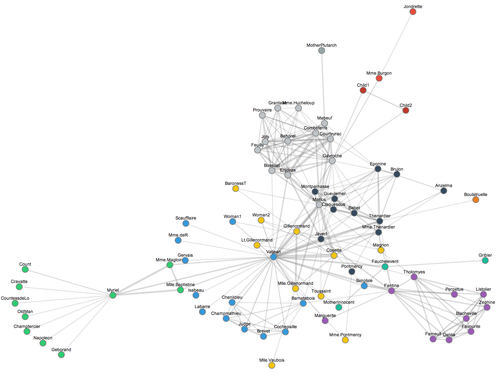 Jondrette
MotherPlutarch
Mme.Burgon
Child1
Child2
Grantaire
Mme.Hucheloup
Prouvaire
Mabeuf
Combeferre
Courfeyrac
Joly
Bahorel
Feuilly
Gavroche
Bossuet
Enjolras
Eponine
Brujon
BaronessT
Montparnasse
Anzelma
Gueulemer
Boulatruelle
Marius
Claquesous
Babet
Scaufflaire
Woman1
Woman2
Thenardier
Gillenormand
Mme.Thenardier
Mme.deR
Lt.Gillenormand
Javert
Magnon
Valjean
Cosette
Gervais
Gribier
Mme.Magloire
Count
Pontmercy
Fauchelevent
Tholomyes
Cravatte
Myriel
Mlle.Baptistine
Isabeau
Mlle.Gillenormand
Simplice
Fantine
Perpetue
Listolier
CountessdeLo
Toussaint
Chenildieu
Bamatabois
MotherInnocent
Zephine
OldMan
Labarre
Champmathieu
Marguerite
Blacheville
Champtercier
Judge
Brevet
Cochepaille
Favourite
Napoleon
Fameuil
Dahlia
Geborand
Mme.Pontmercy
Mlle.Vaubois